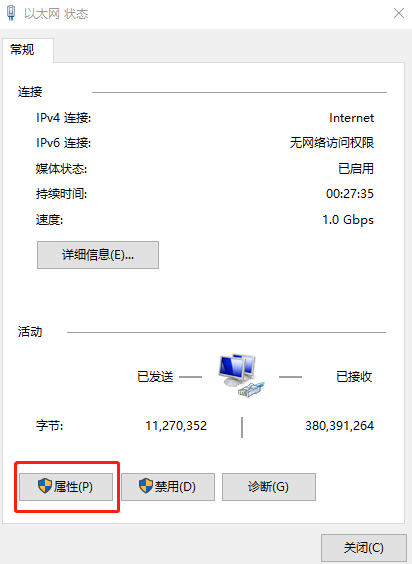 以太网 状态
常规
连接
IPv4 连接: Internet
IPv6 连接: 无网络访问权限
媒体状态: 已启用
持续时间: 00:27:35
速度: 1.0 Gbps
详细信息(E)...
活动
已发送 已接收
字节: 11,270,352 380,391,264
属性(P) 禁用(D) 诊断(G)
关闭(C)